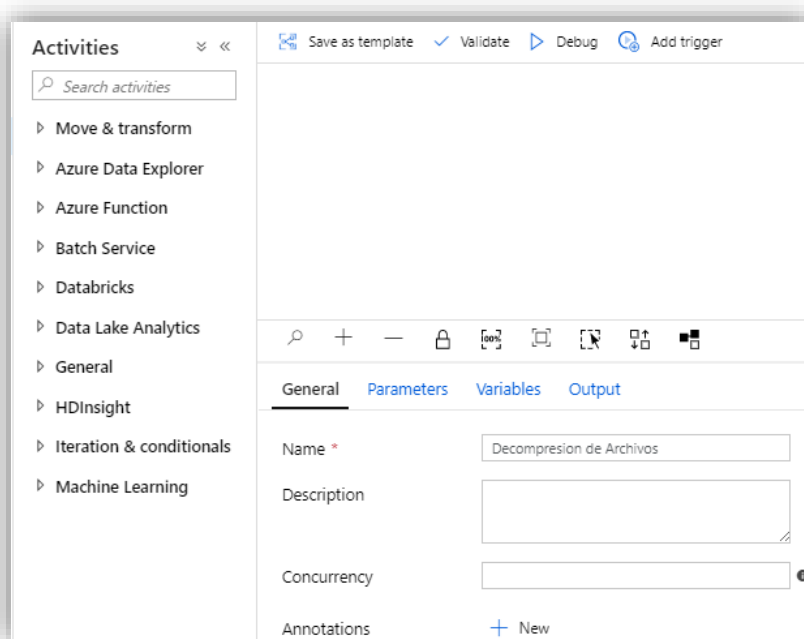 Activities
Search activities
Move & transform
Azure Data Explorer
Azure Function
Batch Service
Databricks
Data Lake Analytics
General
HDInsight
Iteration & conditionals
Machine Learning
Save as template Validate Debug Add trigger
100%
General Parameters Variables Output
Name * Decompresion de Archivos
Description
Concurrency
Annotations + New